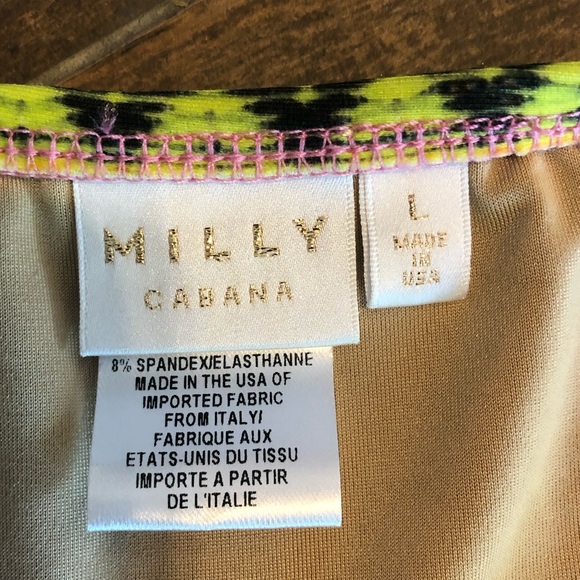 MILLY
CABANA
L
MADE
IN
USA
8% SPANDEX/ELASTHANNE
MADE IN THE USA OF
IMPORTED FABRIC
FROM ITALY/
FABRIQUE AUX
ETATS-UNIS DU TISSU
IMPORTE A PARTIR
DE L'ITALIE